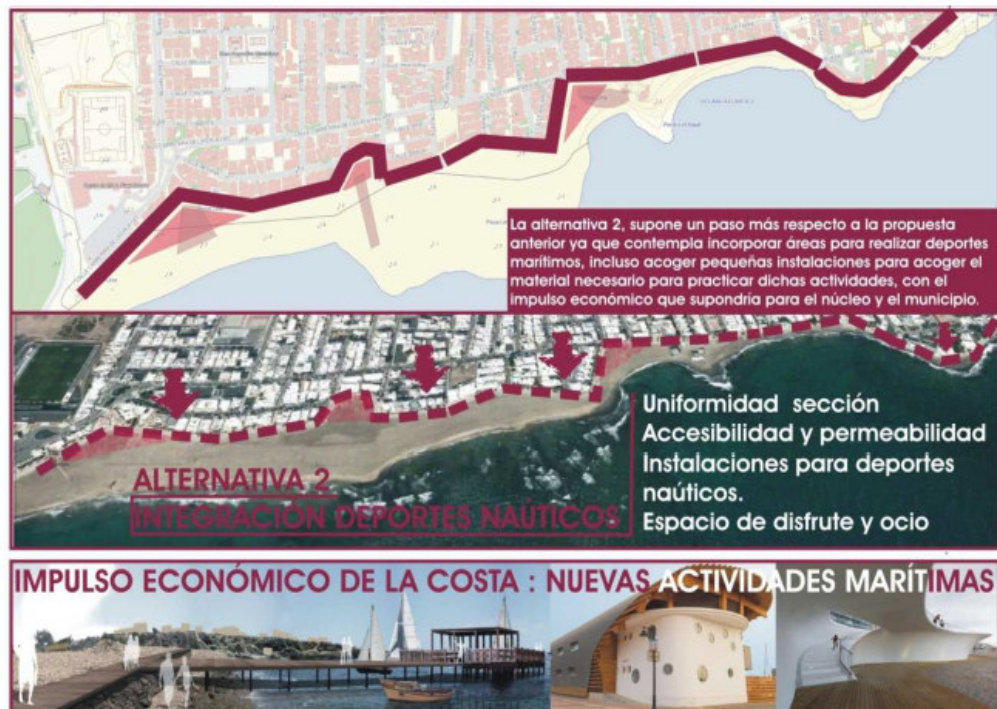 La alternativa 2, supone un paso más respecto a la propuesta
anterior ya que contempla incorporar áreas para realizar deportes
marítimos, incluso acoger pequeñas instalaciones para acoger el
material necesario para practicar dichas actividades, con el
impulso económico que supondría para el núcleo y el municipio.
Uniformidad sección
Accesibilidad y permeabilidad
Instalaciones para deportes
naúticos.
Espacio de disfrute y ocio
ALTERNATIVA 2
INTEGRACIÓN DEPORTES NAUTICOS
IMPULSO ECONÓMICO DE LA COSTA : NUEVAS ACTIVIDADES MARÍTIMAS